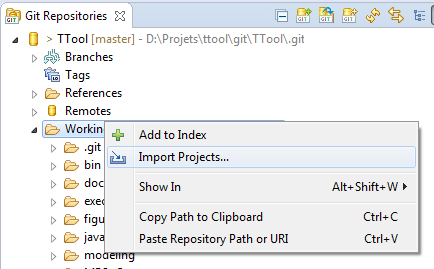 Git Repositories
> TTool [master] - D:\Projets\ttool\git\TTool\.git
Branches
Tags
References
Remotes
Workin
.git
bin
doc
exec
figu
java
modeling
Add to Index
Import Projects...
Show In Alt+Shift+W
Copy Path to Clipboard Ctrl+C
Paste Repository Path or URI Ctrl+V